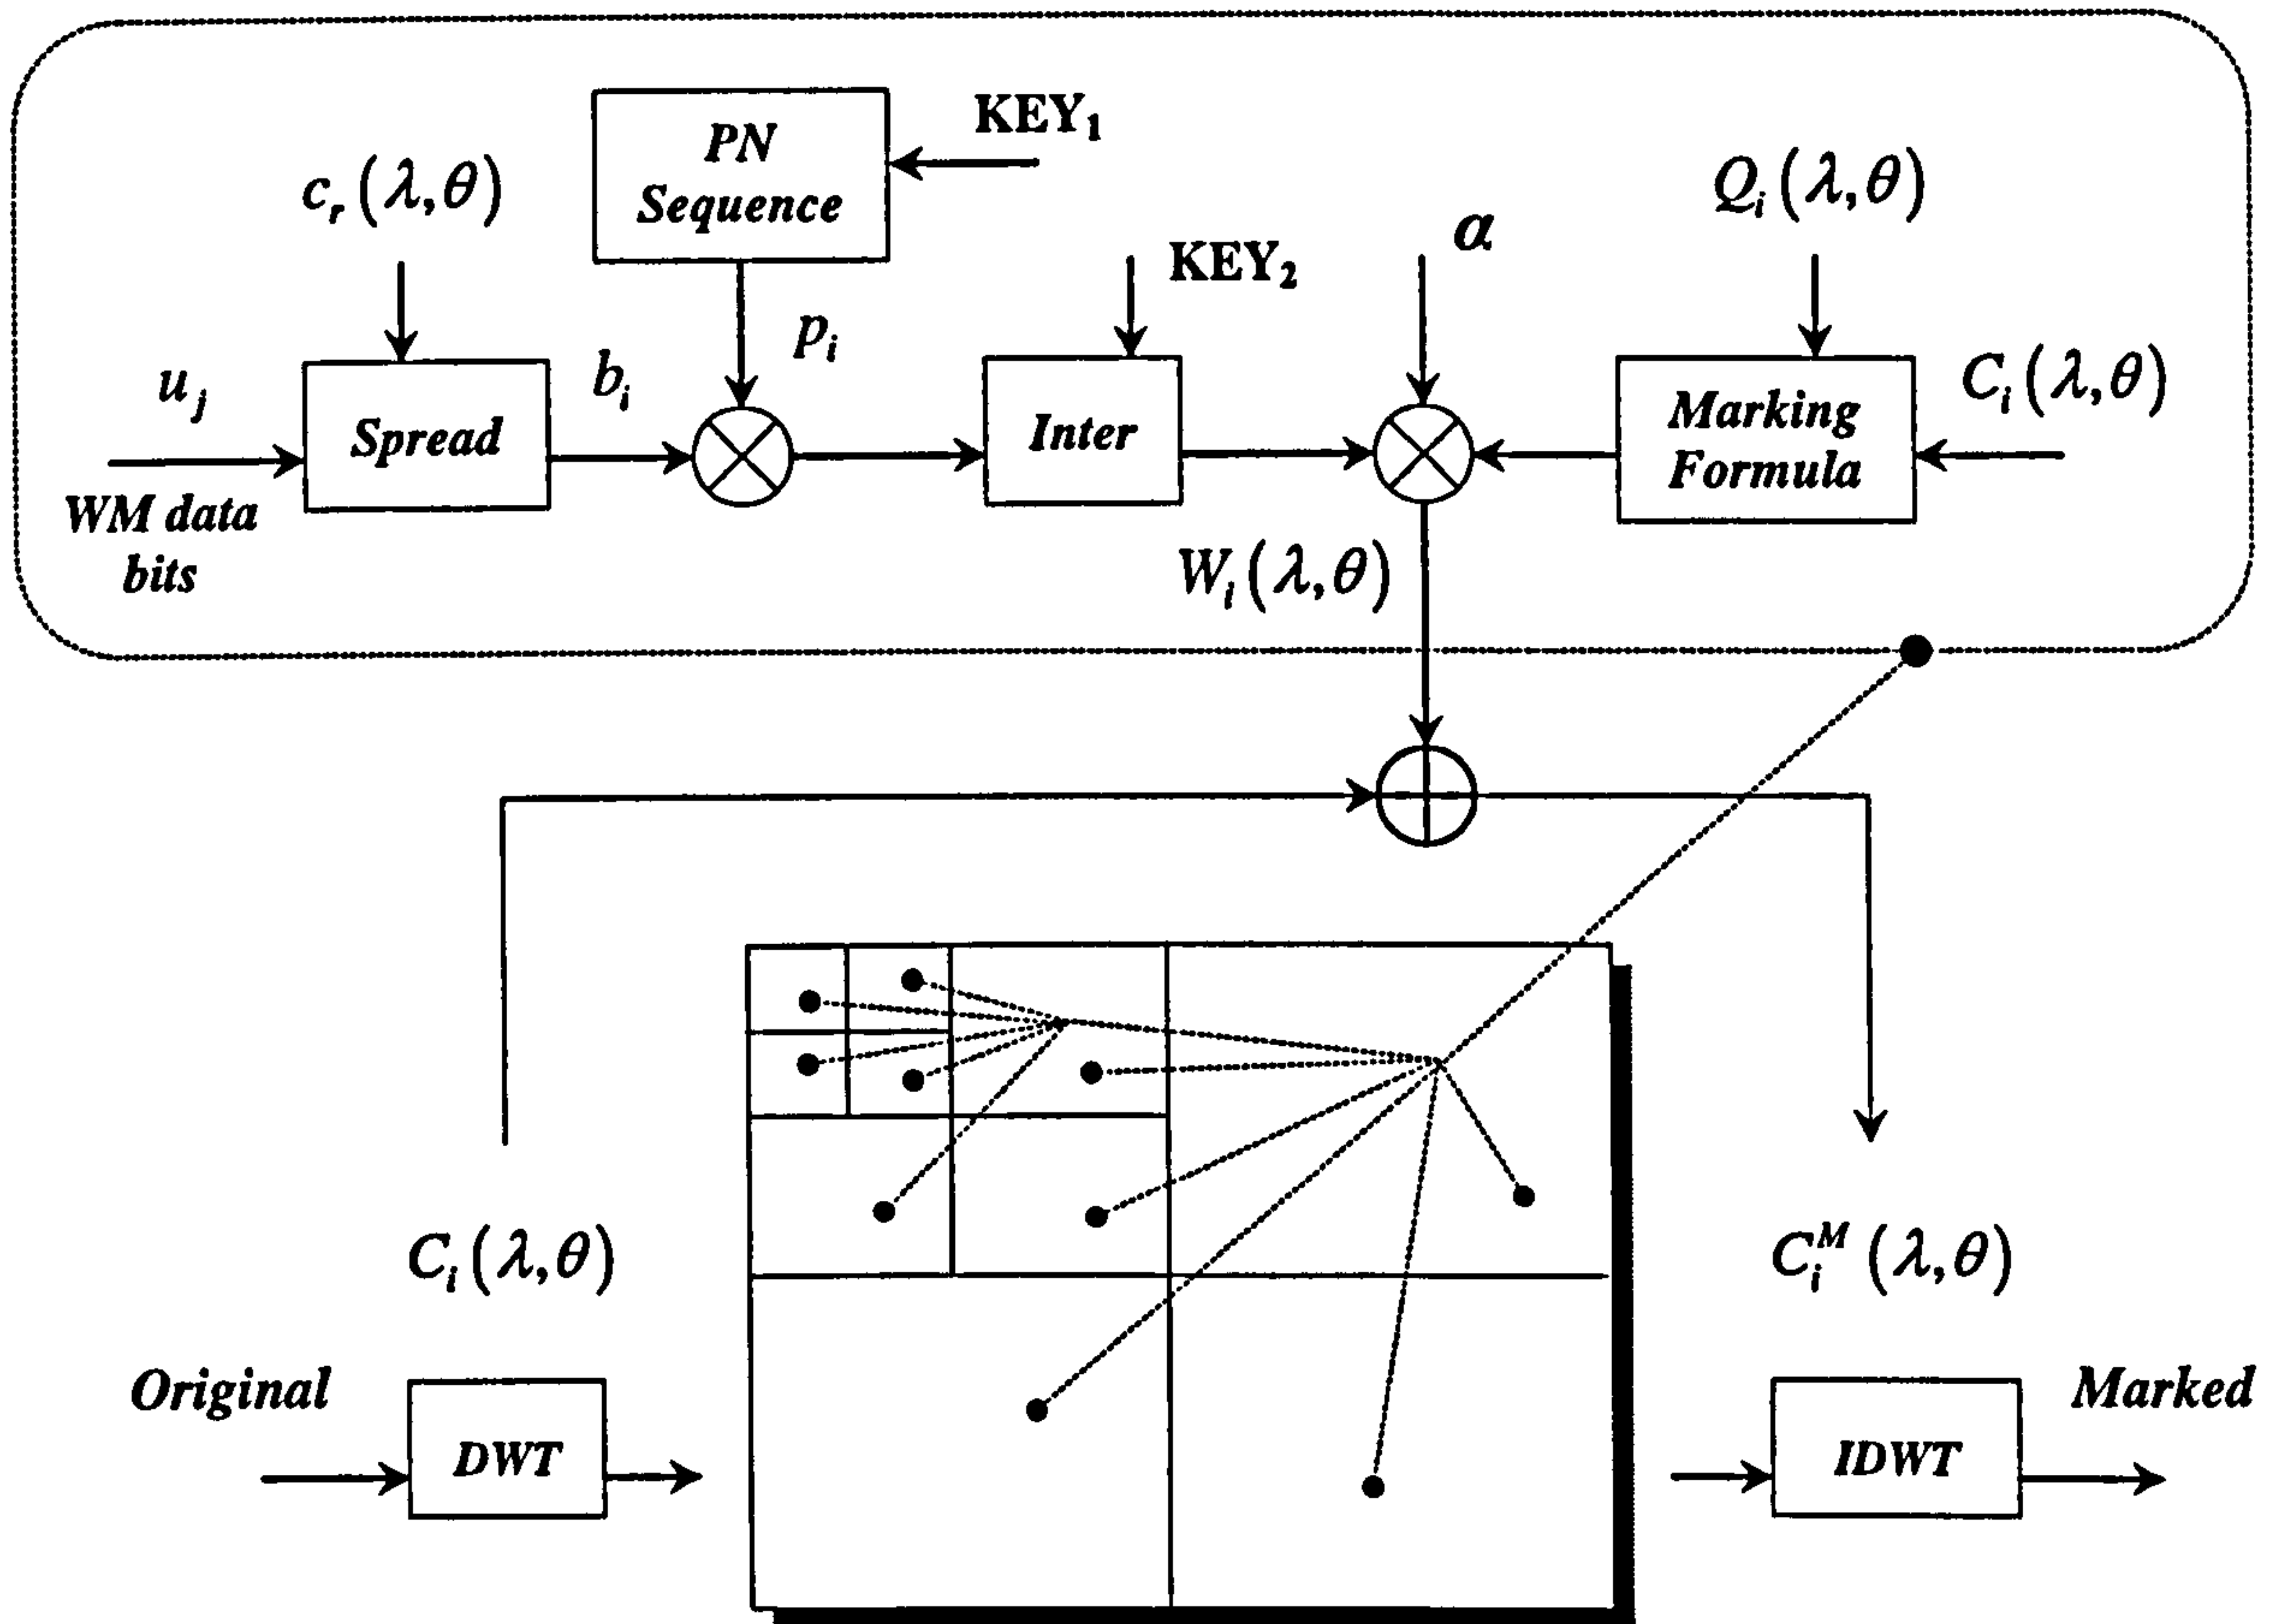 KEY₁
PN
Sequence
c_r(λ,θ)
Q_i(λ,θ)
α
KEY₂
p_i
u_j
b_i
C_i(λ,θ)
Spread
Inter
Marking
Formula
WM data
bits
W_i(λ,θ)
C_i(λ,θ)
C_i^M(λ,θ)
Original
Marked
DWT
IDWT